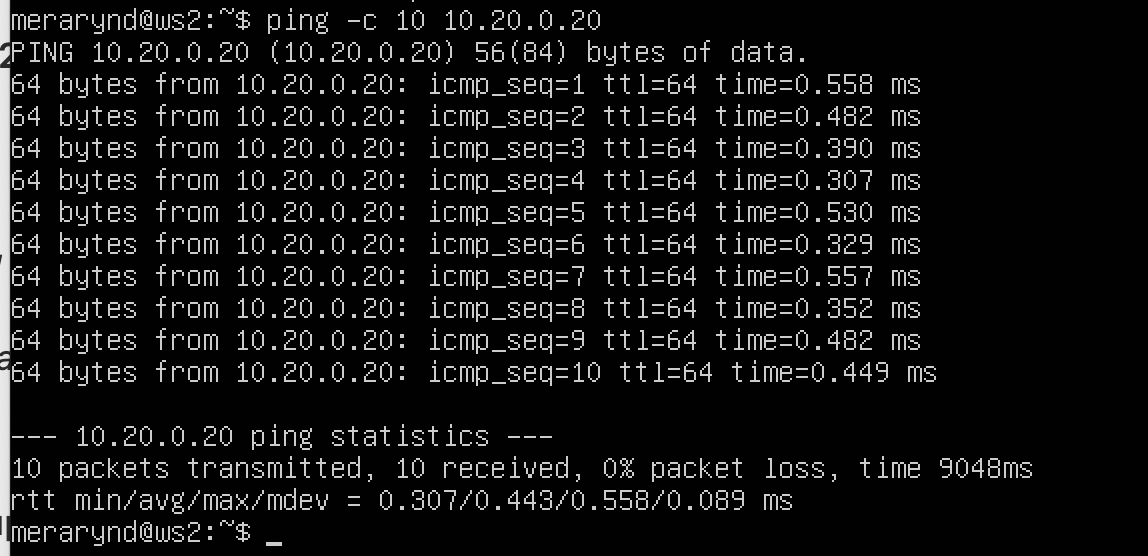 merarynd@ws2:~$ ping -c 10 10.20.0.20
PING 10.20.0.20 (10.20.0.20) 56(84) bytes of data.
64 bytes from 10.20.0.20: icmp_seq=1 ttl=64 time=0.558 ms
64 bytes from 10.20.0.20: icmp_seq=2 ttl=64 time=0.482 ms
64 bytes from 10.20.0.20: icmp_seq=3 ttl=64 time=0.390 ms
64 bytes from 10.20.0.20: icmp_seq=4 ttl=64 time=0.307 ms
64 bytes from 10.20.0.20: icmp_seq=5 ttl=64 time=0.530 ms
64 bytes from 10.20.0.20: icmp_seq=6 ttl=64 time=0.329 ms
64 bytes from 10.20.0.20: icmp_seq=7 ttl=64 time=0.557 ms
64 bytes from 10.20.0.20: icmp_seq=8 ttl=64 time=0.352 ms
64 bytes from 10.20.0.20: icmp_seq=9 ttl=64 time=0.482 ms
64 bytes from 10.20.0.20: icmp_seq=10 ttl=64 time=0.449 ms
--- 10.20.0.20 ping statistics ---
10 packets transmitted, 10 received, 0% packet loss, time 9048ms
rtt min/avg/max/mdev = 0.307/0.443/0.558/0.089 ms
merarynd@ws2:~$ _